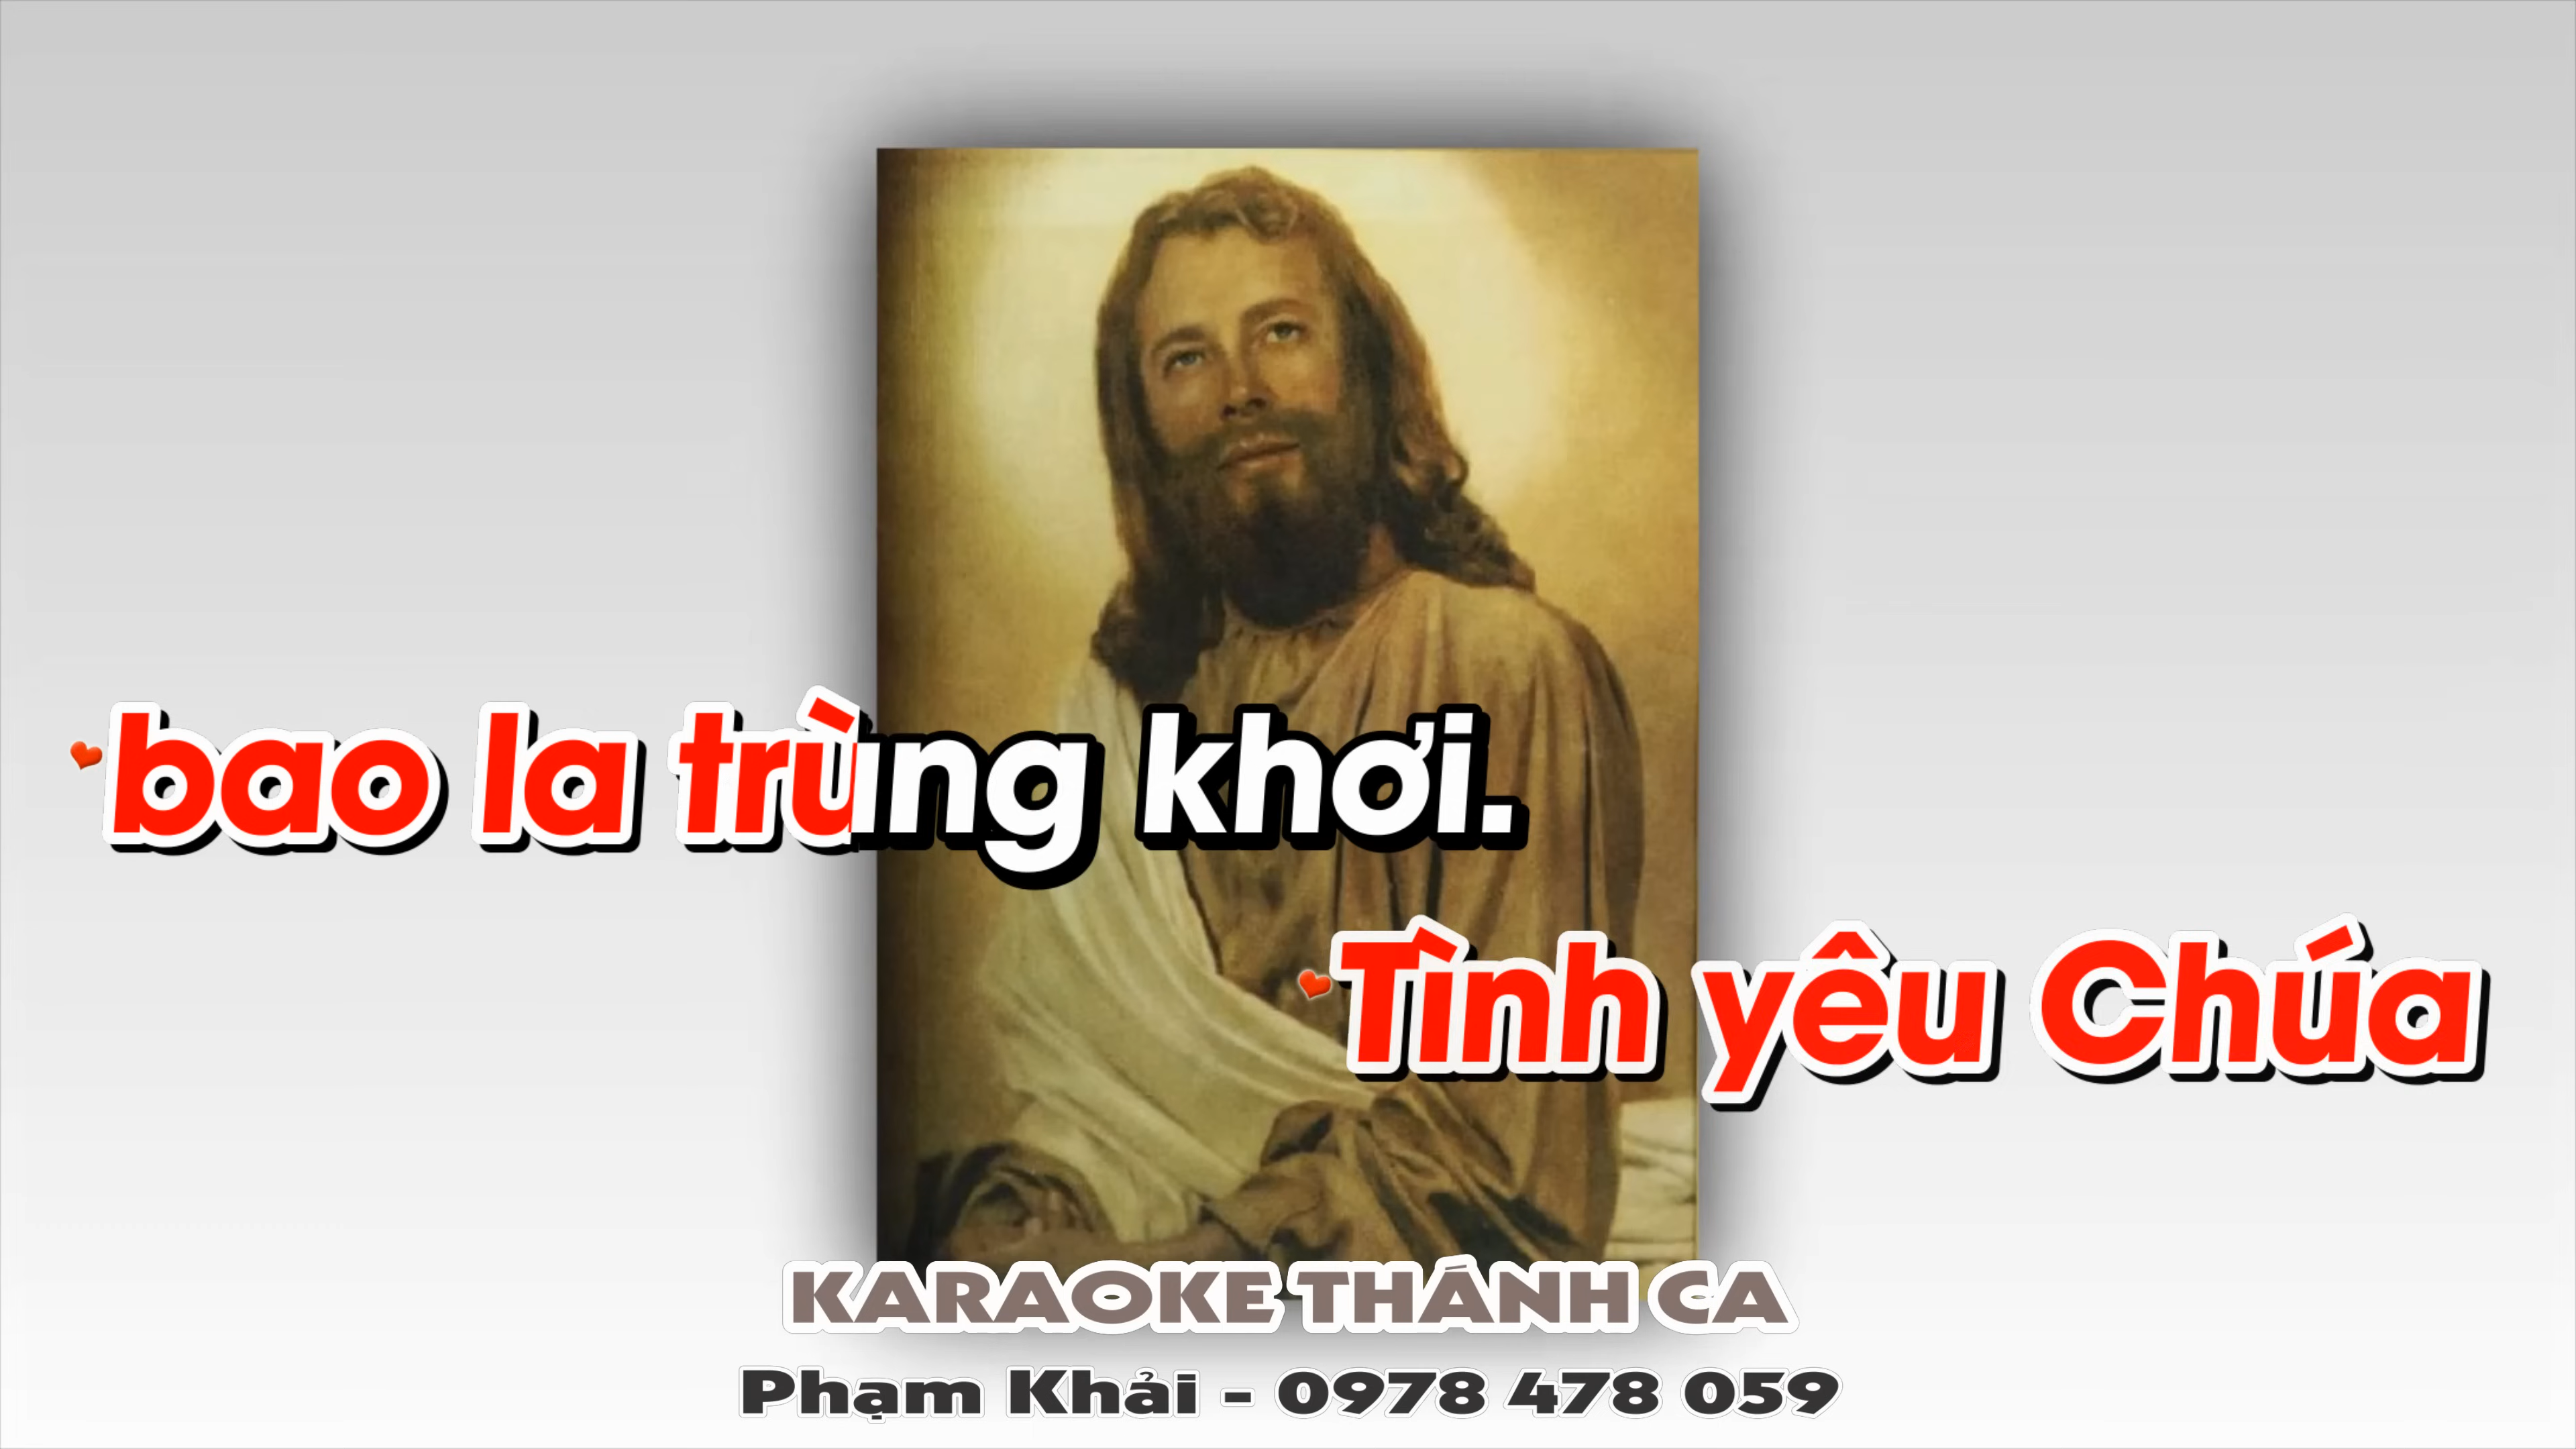 bao la trùng khơi.
Tình yêu Chúa
KARAOKE THÁNH CA
Phạm Khải - 0978 478 059